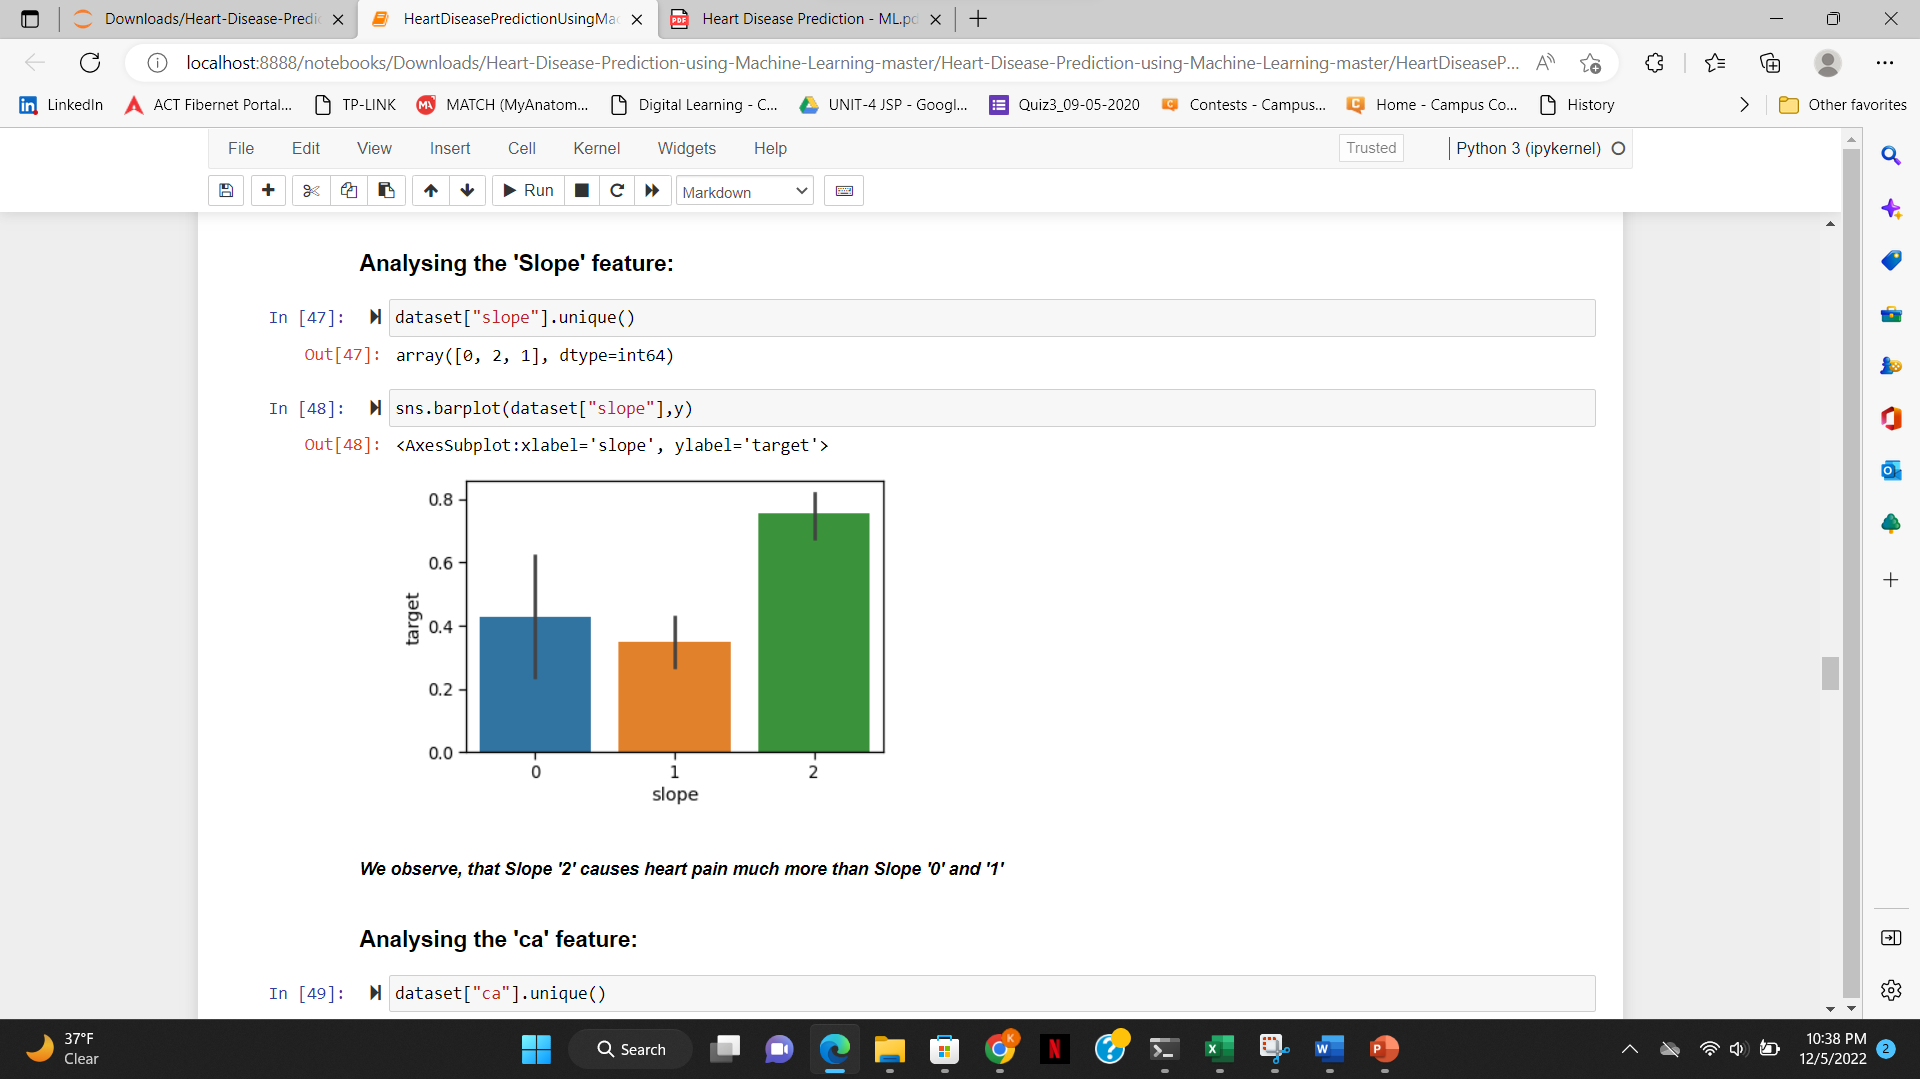 Downloads/Heart-Disease-Predic
HeartDiseasePredictionUsingMac
Heart Disease Prediction - ML.pd
localhost:8888/notebooks/Downloads/Heart-Disease-Prediction-using-Machine-Learning-master/Heart-Disease-Prediction-using-Machine-Learning-master/HeartDiseaseP...
LinkedIn
ACT Fibernet Portal...
TP-LINK
MATCH (MyAnatom...
Digital Learning - C...
UNIT-4 JSP - Googl...
Quiz3_09-05-2020
Contests - Campus...
Home - Campus Co...
History
Other favorites
File Edit View Insert Cell Kernel Widgets Help
Trusted
Python 3 (ipykernel)
Run
Markdown
Analysing the 'Slope' feature:
In [47]: dataset["slope"].unique()
Out[47]: array([0, 2, 1], dtype=int64)
In [48]: sns.barplot(dataset["slope"],y)
Out[48]: <AxesSubplot:xlabel='slope', ylabel='target'>
0.8
0.6
0.4
0.2
0.0
target
0 1 2
slope
We observe, that Slope '2' causes heart pain much more than Slope '0' and '1'
Analysing the 'ca' feature:
In [49]: dataset["ca"].unique()
37°F
Clear
Search
10:38 PM
12/5/2022
2